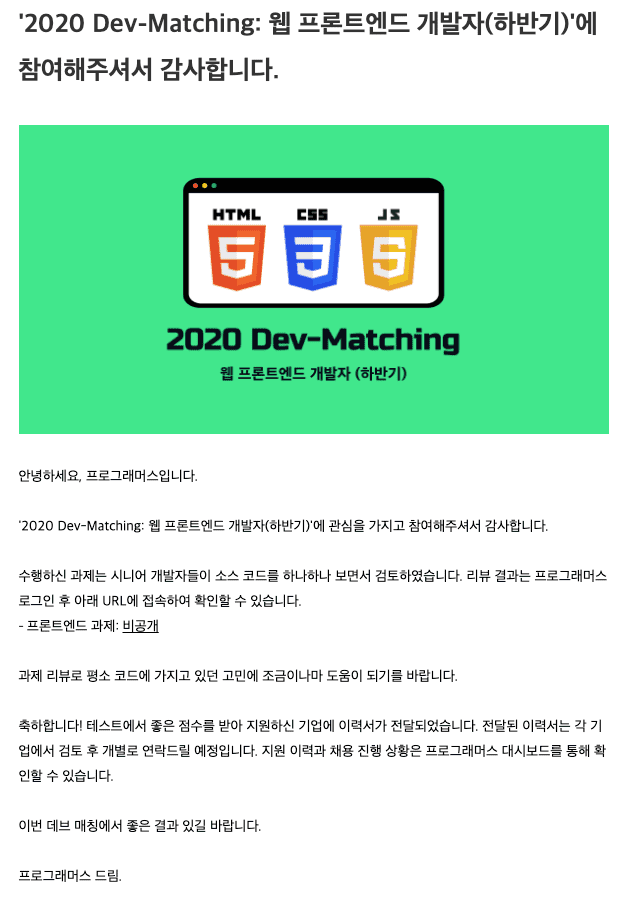 '2020 Dev-Matching: 웹 프론트엔드 개발자(하반기)'에
참여해주셔서 감사합니다.
HTML CSS JS
5 3 5
2020 Dev-Matching
웹 프론트엔드 개발자 (하반기)
안녕하세요, 프로그래머스입니다.
'2020 Dev-Matching: 웹 프론트엔드 개발자(하반기)'에 관심을 가지고 참여해주셔서 감사합니다.
수행하신 과제는 시니어 개발자들이 소스 코드를 하나하나 보면서 검토하였습니다. 리뷰 결과는 프로그래머스
로그인 후 아래 URL에 접속하여 확인할 수 있습니다.
- 프론트엔드 과제: 비공개
과제 리뷰로 평소 코드에 가지고 있던 고민에 조금이나마 도움이 되기를 바랍니다.
축하합니다! 테스트에서 좋은 점수를 받아 지원하신 기업에 이력서가 전달되었습니다. 전달된 이력서는 각 기
업에서 검토 후 개별로 연락드릴 예정입니다. 지원 이력과 채용 진행 상황은 프로그래머스 대시보드를 통해 확
인할 수 있습니다.
이번 데브 매칭에서 좋은 결과 있길 바랍니다.
프로그래머스 드림.